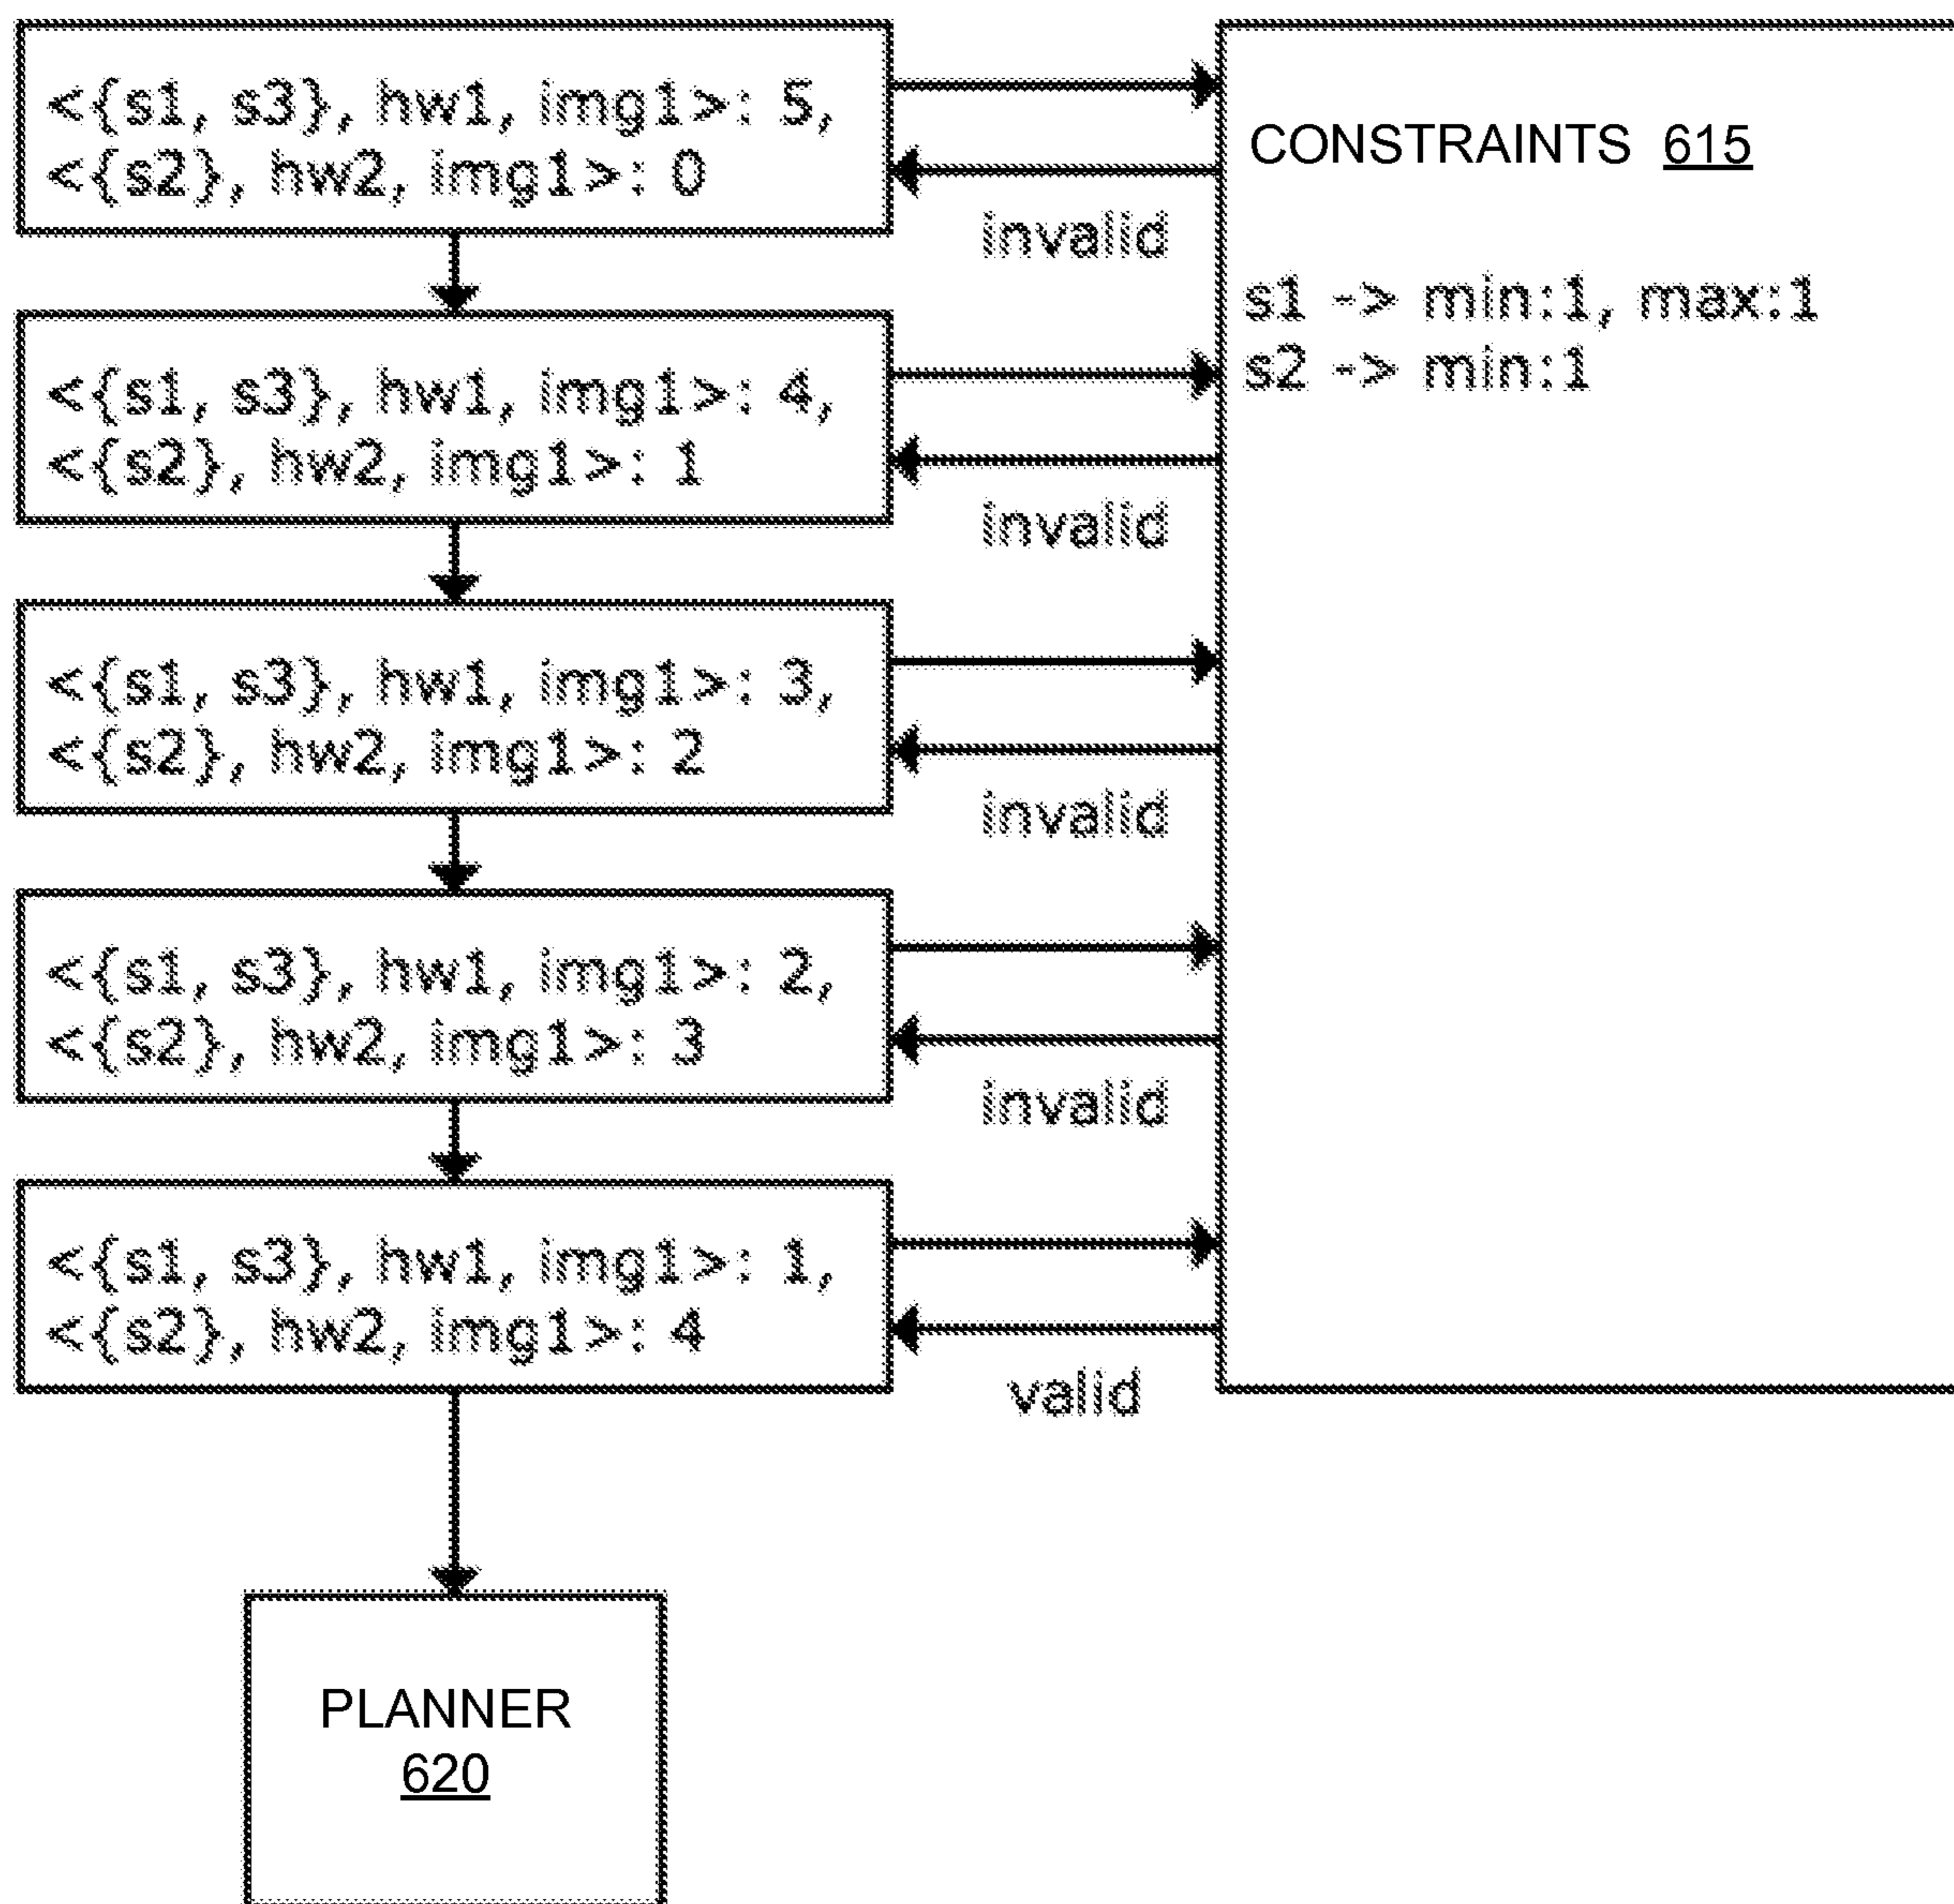 <{s1, s3}, hw1, img1>: 5,
<{s2}, hw2, img1>: 0
CONSTRAINTS 615
invalid
s1 -> min:1, max:1
s2 -> min:1
<{s1, s3}, hw1, img1>: 4,
<{s2}, hw2, img1>: 1
invalid
<{s1, s3}, hw1, img1>: 3,
<{s2}, hw2, img1>: 2
invalid
<{s1, s3}, hw1, img1>: 2,
<{s2}, hw2, img1>: 3
invalid
<{s1, s3}, hw1, img1>: 1,
<{s2}, hw2, img1>: 4
valid
PLANNER
620